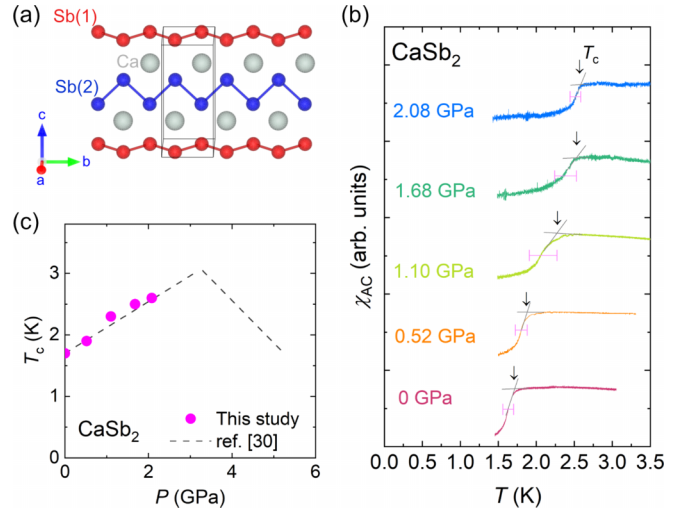 (a)
Sb(1)
Ca
Sb(2)
c
b
a
(b)
CaSb2
Tc
2.08 GPa
1.68 GPa
1.10 GPa
0.52 GPa
0 GPa
χAC (arb. units)
0.0 0.5 1.0 1.5 2.0 2.5 3.0 3.5
T (K)
(c)
4
3
2
1
0
Tc (K)
CaSb2
This study
ref. [30]
0 2 4 6
P (GPa)